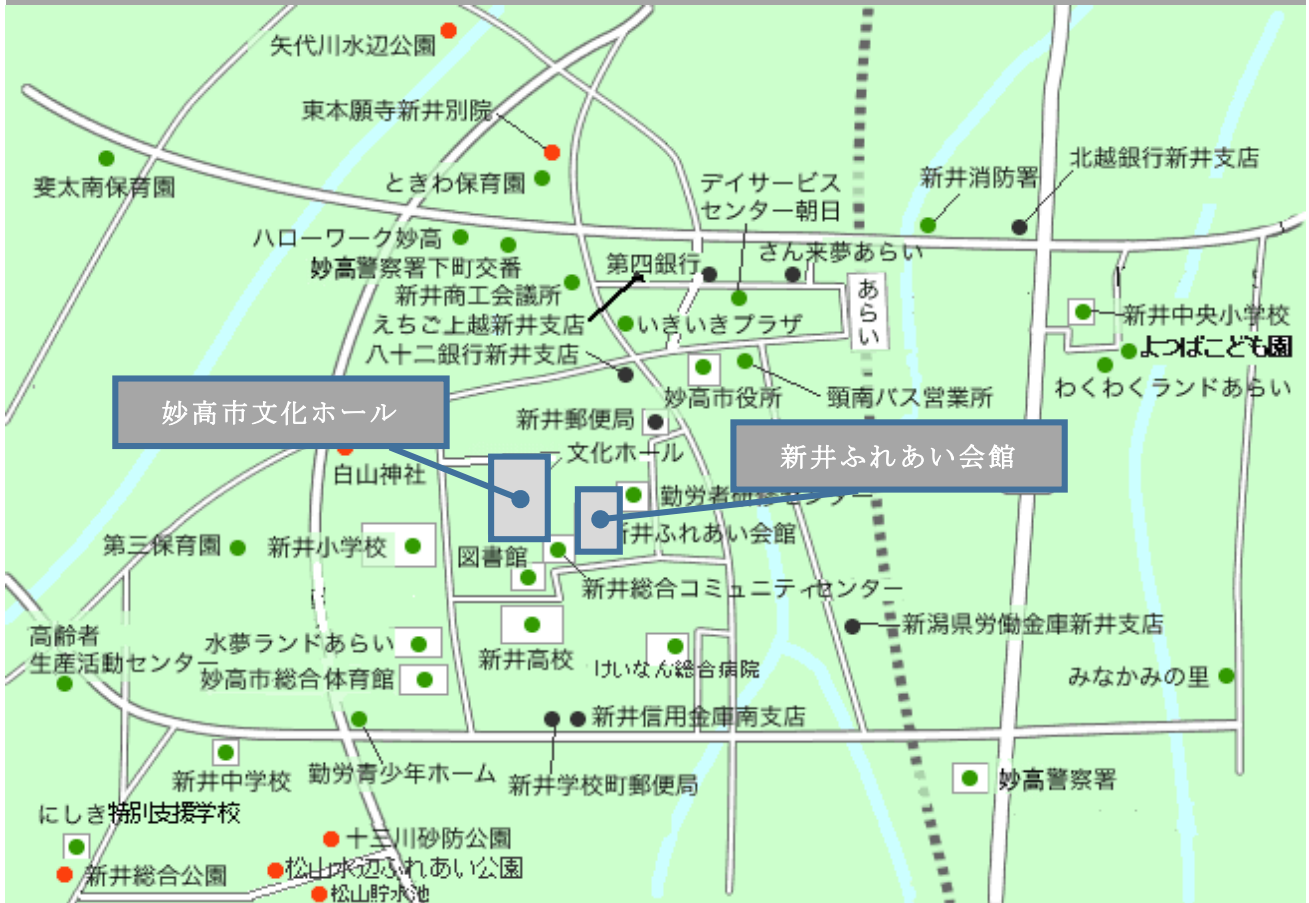 矢代川水辺公園
東本願寺新井別院
北越銀行新井支店
斐太南保育園
ときわ保育園
デイサービス
センター朝日
新井消防署
ハローワーク妙高
妙高警察署下町交番
第四銀行
さん来夢あらい
新井商工会議所
あらい
えちご上越新井支店
いきいきプラザ
新井中央小学校
八十二銀行新井支店
よつばこども園
妙高市役所
頸南バス営業所
わくわくランドあらい
妙高市文化ホール
新井郵便局
文化ホール
新井ふれあい会館
白山神社
勤労者研修センター
新井ふれあい会館
第三保育園
新井小学校
図書館
新井総合コミュニティセンター
高齢者
生産活動センター
水夢ランドあらい
新井高校
けいなん総合病院
新潟県労働金庫新井支店
妙高市総合体育館
みなかみの里
新井信用金庫南支店
新井中学校
勤労青少年ホーム
新井学校町郵便局
妙高警察署
にしき特別支援学校
十三川砂防公園
新井総合公園
松山水辺ふれあい公園
松山貯水池